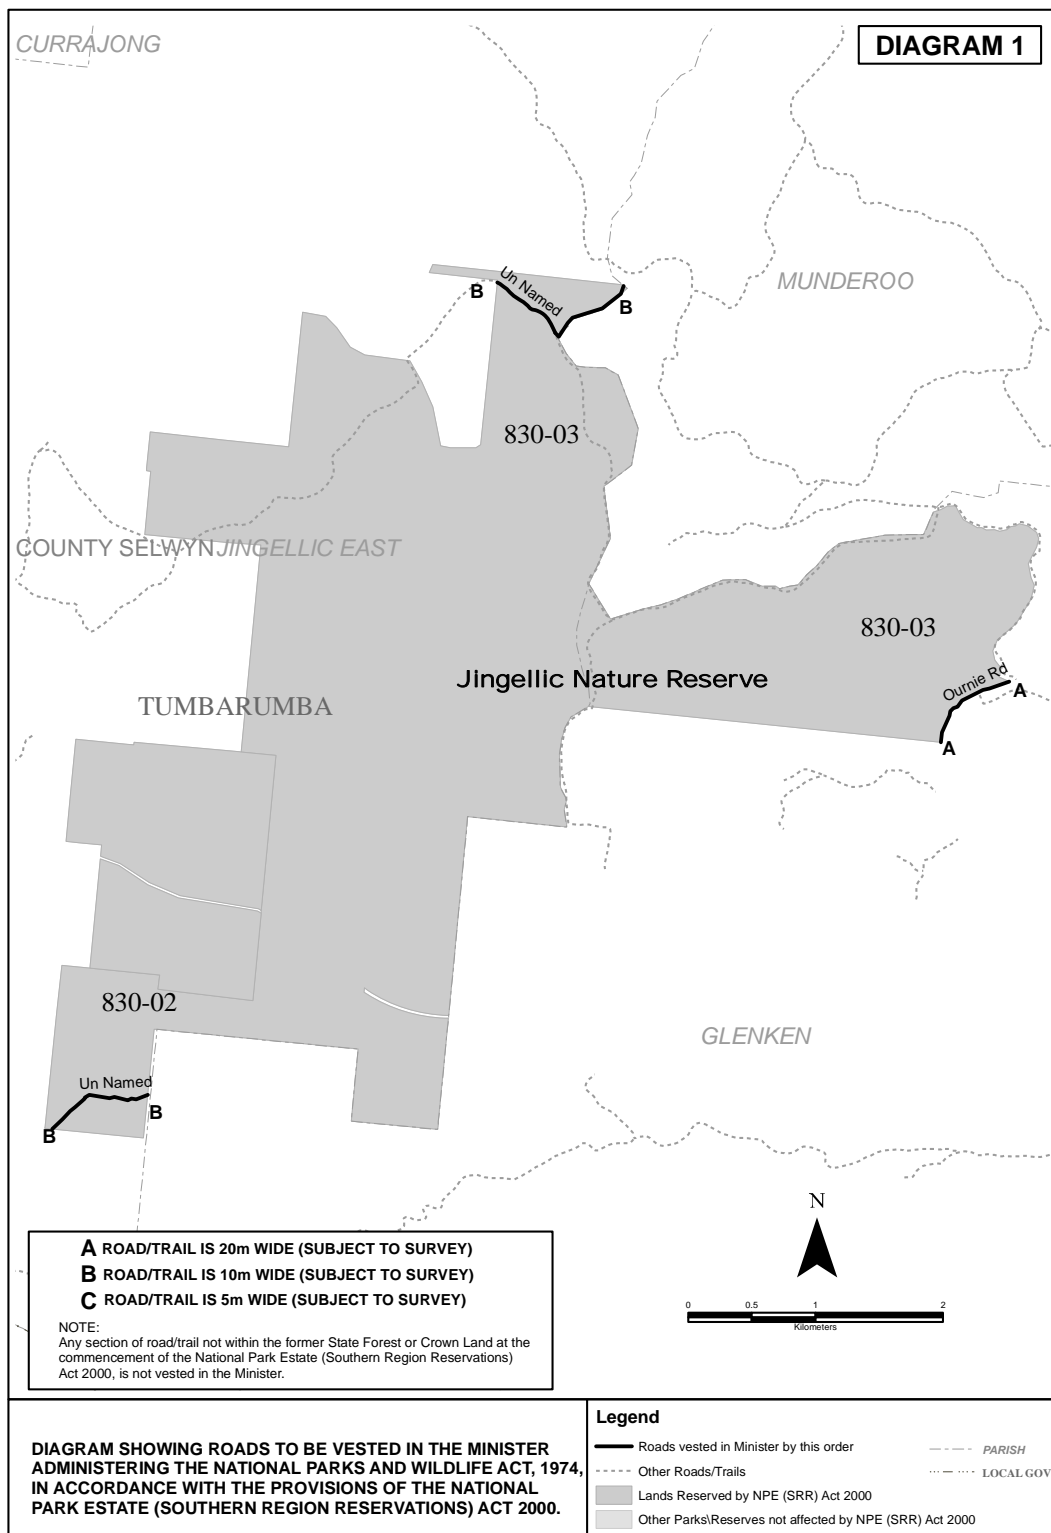 CURRAJONG
DIAGRAM 1
MUNDEROO
B
Un Named
B
830-03
COUNTY SELWYN JINGELLIC EAST
830-03
Jingellic Nature Reserve
Ournie Rd
A
TUMBARUMBA
A
830-02
GLENKEN
Un Named
B
B
N
A ROAD/TRAIL IS 20m WIDE (SUBJECT TO SURVEY)
B ROAD/TRAIL IS 10m WIDE (SUBJECT TO SURVEY)
C ROAD/TRAIL IS 5m WIDE (SUBJECT TO SURVEY)
NOTE:
Any section of road/trail not within the former State Forest or Crown Land at the
commencement of the National Park Estate (Southern Region Reservations)
Act 2000, is not vested in the Minister.
0 0.5 1 2
Kilometers
DIAGRAM SHOWING ROADS TO BE VESTED IN THE MINISTER
ADMINISTERING THE NATIONAL PARKS AND WILDLIFE ACT, 1974,
IN ACCORDANCE WITH THE PROVISIONS OF THE NATIONAL
PARK ESTATE (SOUTHERN REGION RESERVATIONS) ACT 2000.
Legend
Roads vested in Minister by this order
PARISH
Other Roads/Trails
LOCAL GOV
Lands Reserved by NPE (SRR) Act 2000
Other Parks\Reserves not affected by NPE (SRR) Act 2000